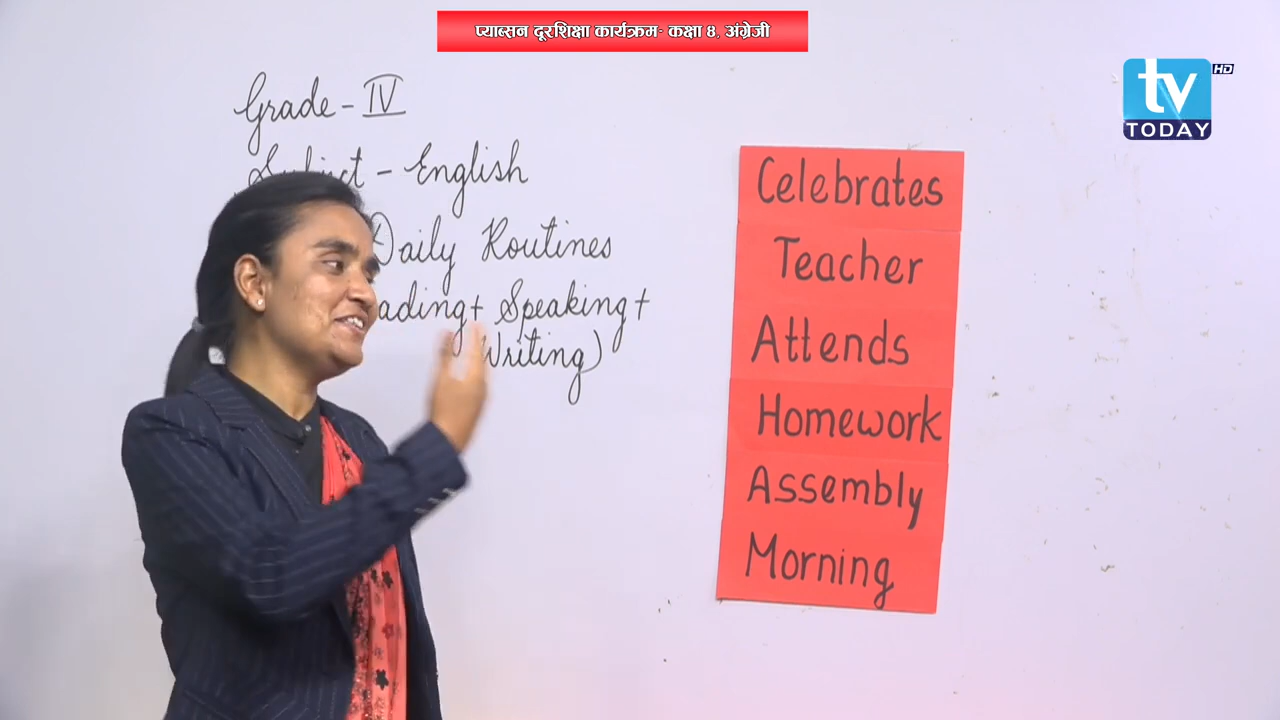 प्याब्सन दूरशिक्षा कार्यक्रम- कक्षा ४, अंग्रेजी
tv HD
TODAY
Grade - IV
Subject - English
Daily Routines
Speaking +
Writing)
Celebrates
Teacher
Attends
Homework
Assembly
Morning